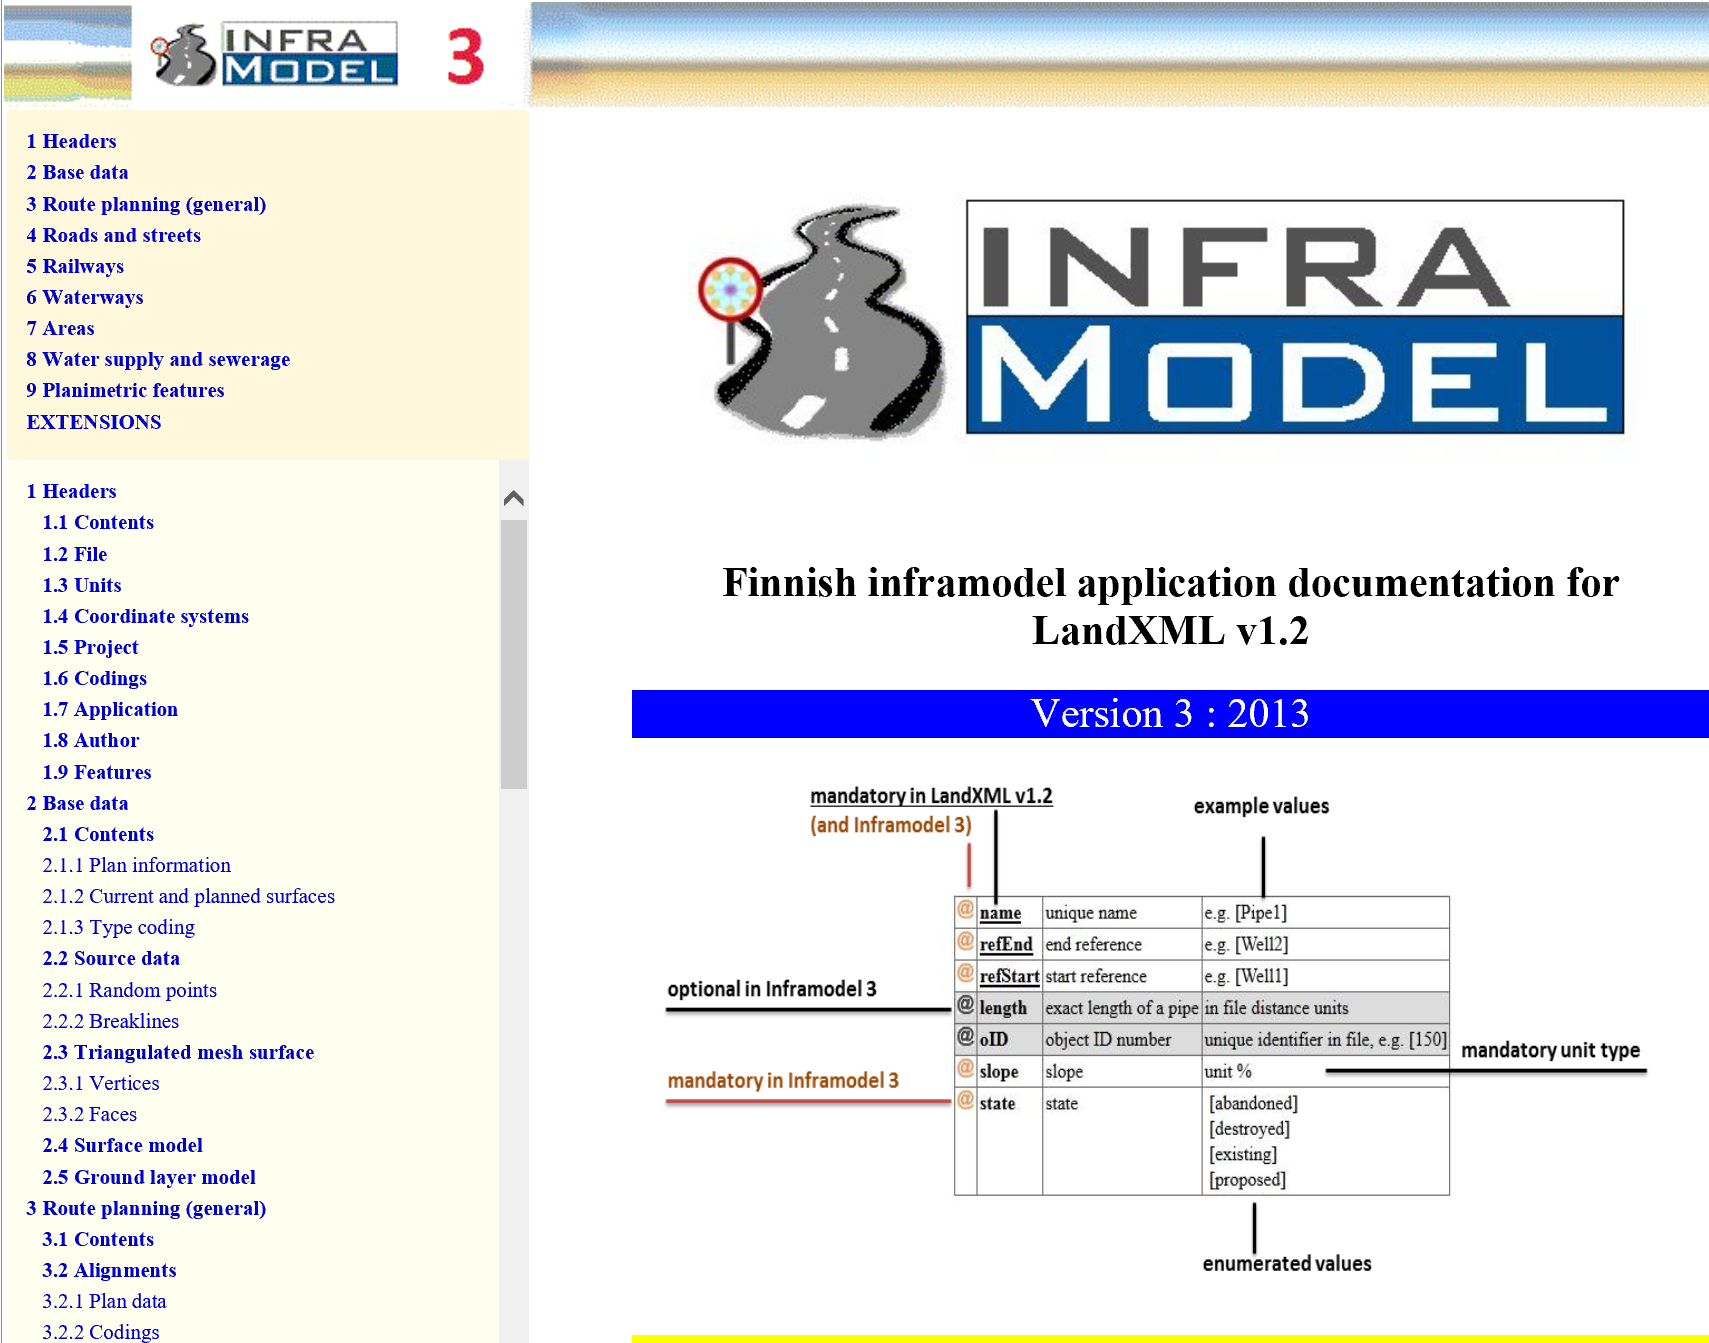 INFRA
MODEL
3
1 Headers
2 Base data
3 Route planning (general)
4 Roads and streets
5 Railways
6 Waterways
7 Areas
8 Water supply and sewerage
9 Planimetric features
EXTENSIONS
1 Headers
1.1 Contents
1.2 File
1.3 Units
1.4 Coordinate systems
1.5 Project
1.6 Codings
1.7 Application
1.8 Author
1.9 Features
2 Base data
2.1 Contents
2.1.1 Plan information
2.1.2 Current and planned surfaces
2.1.3 Type coding
2.2 Source data
2.2.1 Random points
2.2.2 Breaklines
2.3 Triangulated mesh surface
2.3.1 Vertices
2.3.2 Faces
2.4 Surface model
2.5 Ground layer model
3 Route planning (general)
3.1 Contents
3.2 Alignments
3.2.1 Plan data
3.2.2 Codings
INFRA
MODEL
Finnish inframodel application documentation for
LandXML v1.2
Version 3 : 2013
mandatory in LandXML v1.2
(and Inframodel 3)
example values
@ name unique name e.g. [Pipe1]
@ refEnd end reference e.g. [Well2]
@ refStart start reference e.g. [Well1]
optional in Inframodel 3
@ length exact length of a pipe in file distance units
@ oID object ID number unique identifier in file, e.g. [150]
mandatory unit type
@ slope slope unit %
mandatory in Inframodel 3
@ state state [abandoned]
[destroyed]
[existing]
[proposed]
enumerated values